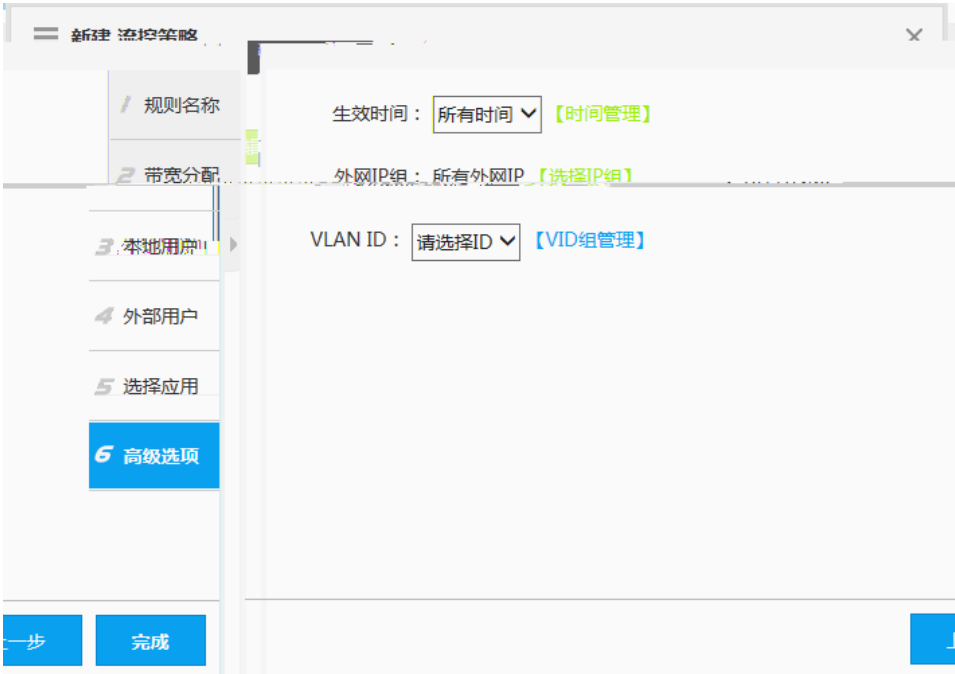 新建 流控策略
1 规则名称
生效时间： 所有时间 【时间管理】
2 带宽分配
外网IP组： 所有外网IP 【选择IP组】
3 本地用户
VLAN ID： 请选择ID 【VID组管理】
4 外部用户
5 选择应用
6 高级选项
一步
完成